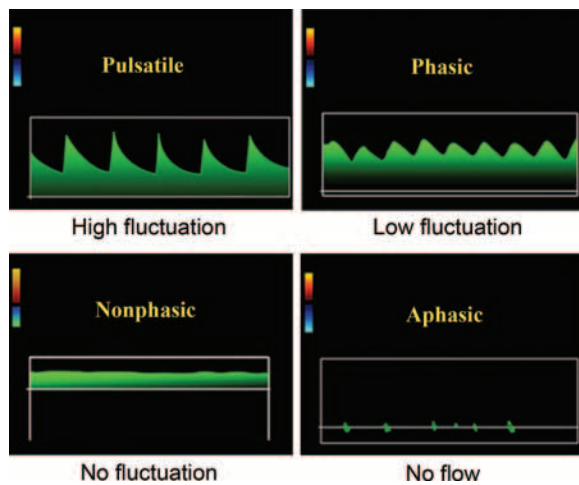 Pulsatile
High fluctuation
Phasic
Low fluctuation
Nonphasic
No fluctuation
Aphasic
No flow